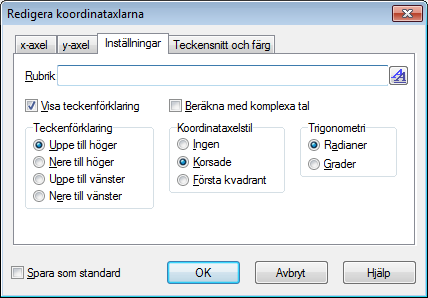 Redigera koordinataxlarna
x-axel y-axel Inställningar Teckensnitt och färg
Rubrik
Visa teckenförklaring Beräkna med komplexa tal
Teckenförklaring Koordinataxelstil Trigonometri
Uppe till höger Ingen Radianer
Nere till höger Korsade Grader
Uppe till vänster Första kvadrant
Nere till vänster
Spara som standard OK Avbryt Hjälp